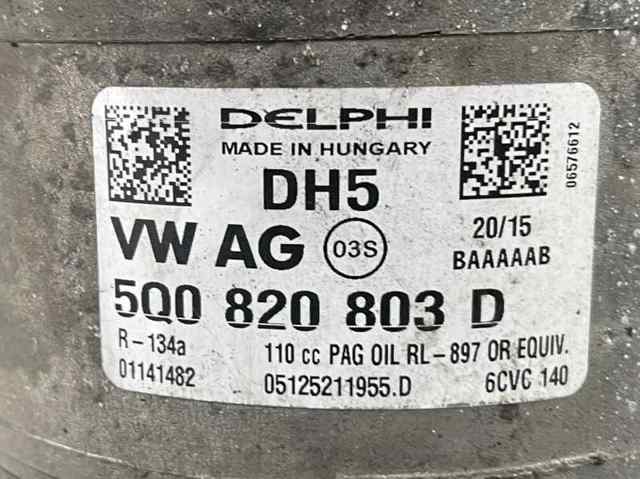 DELPHI
MADE IN HUNGARY
DH5
VW AG 03S
20/15
BAAAAAB
5Q0 820 803 D
R-134a 110 cc PAG OIL RL-897 OR EQUIV.
01141482 05125211955.D 6CVC 140
06576612